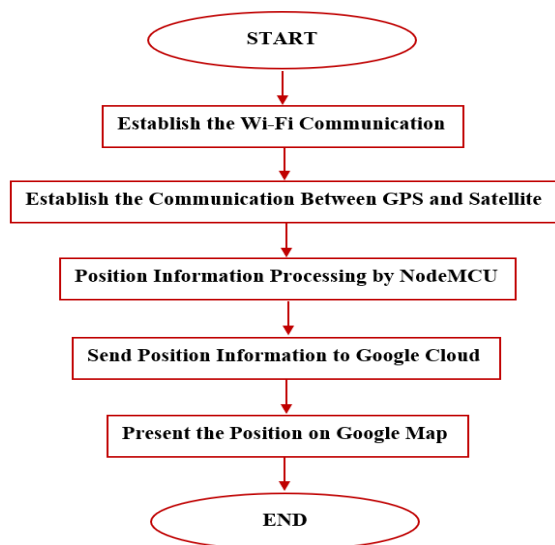 START
Establish the Wi-Fi Communication
Establish the Communication Between GPS and Satellite
Position Information Processing by NodeMCU
Send Position Information to Google Cloud
Present the Position on Google Map
END